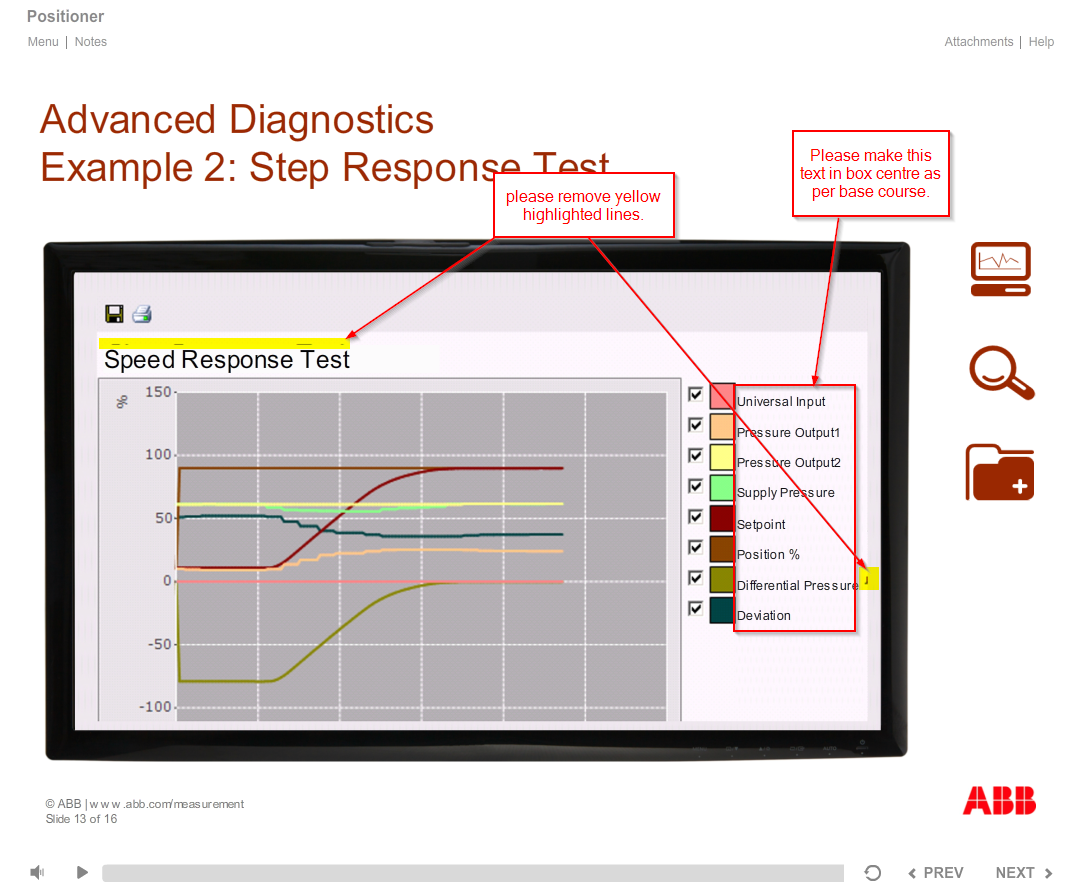 Positioner
Menu | Notes
Attachments | Help
Advanced Diagnostics
Example 2: Step Response Test
Please make this
text in box centre as
per base course.
please remove yellow
highlighted lines.
Speed Response Test
%
150
100
50
0
-50
-100
Universal Input
Pressure Output1
Pressure Output2
Supply Pressure
Setpoint
Position %
Differential Pressure
Deviation
© ABB | www.abb.com/measurement
Slide 13 of 16
ABB
PREV
NEXT